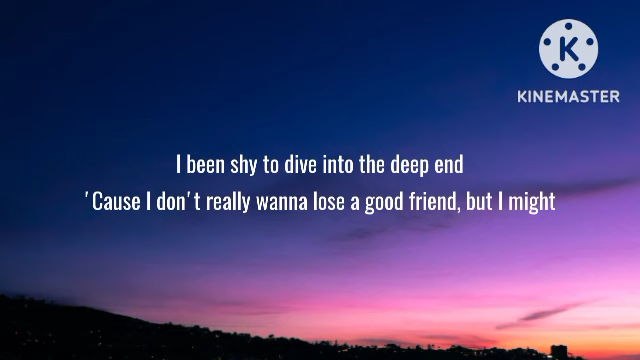 KINEMASTER
I been shy to dive into the deep end
'Cause I don't really wanna lose a good friend, but I might